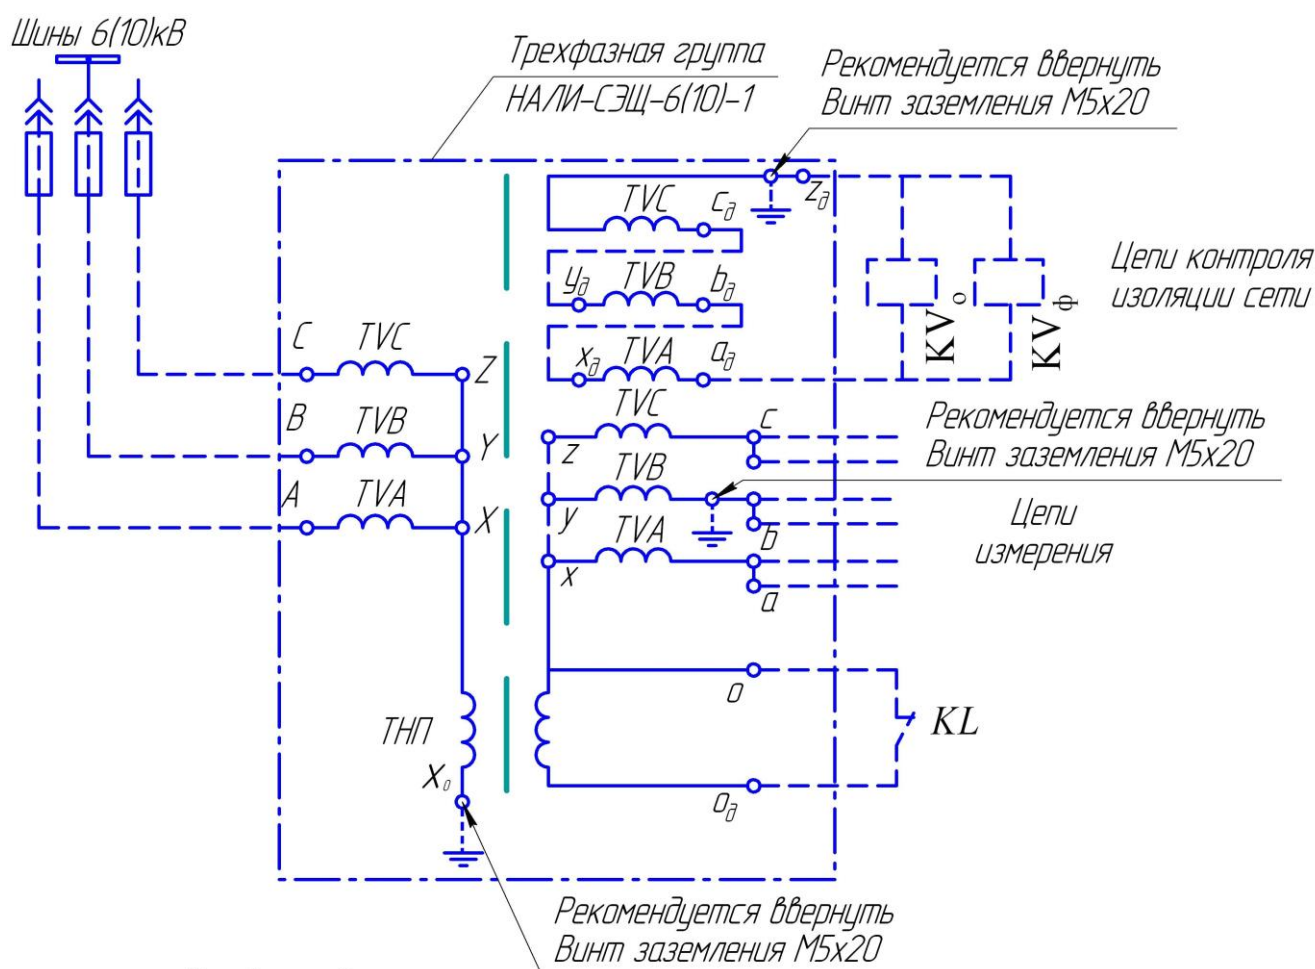 Шины 6(10)кВ
Трехфазная группа
НАЛИ-СЭЩ-6(10)-1
Рекомендуется ввернуть
Винт заземления М5х20
TVC
cд
zд
yд
TVB
bд
Цепи контроля
изоляции сети
KVо
KVф
xд
TVA
aд
C
TVC
Z
TVC
c
z
Рекомендуется ввернуть
Винт заземления М5х20
B
TVB
Y
TVB
y
b
Цепи
измерения
A
TVA
X
TVA
x
a
o
ТНП
KL
X₀
oд
Рекомендуется ввернуть
Винт заземления М5х20